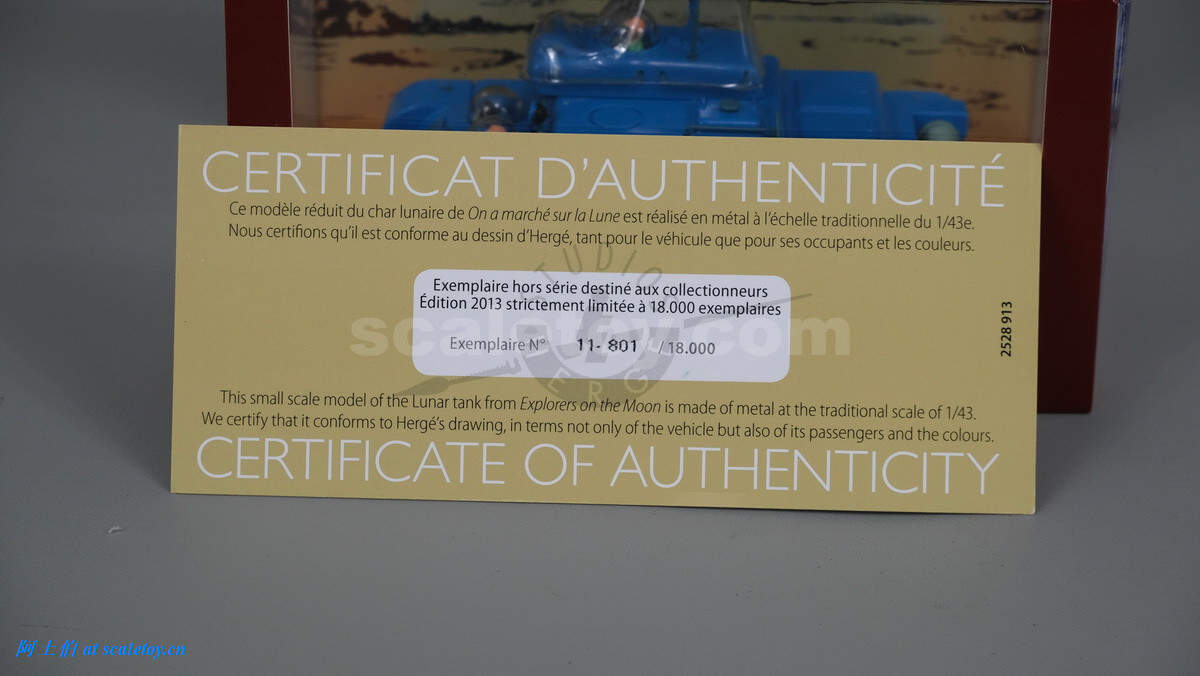 CERTIFICAT D'AUTHENTICITÉ
Ce modèle réduit du char lunaire de On a marché sur la Lune est réalisé en métal à l'échelle traditionnelle du 1/43e.
Nous certifions qu'il est conforme au dessin d'Hergé, tant pour le véhicule que pour ses occupants et les couleurs.
STUDIO
Exemplaire hors série destiné aux collectionneurs
Édition 2013 strictement limitée à 18.000 exemplaires
scaletoy.com
Exemplaire N° 11-801 /18.000
2528 913
This small scale model of the Lunar tank from Explorers on the Moon is made of metal at the traditional scale of 1/43.
We certify that it conforms to Hergé's drawing, in terms not only of the vehicle but also of its passengers and the colours.
CERTIFICATE OF AUTHENTICITY
阿土伯 at scaletoy.cn